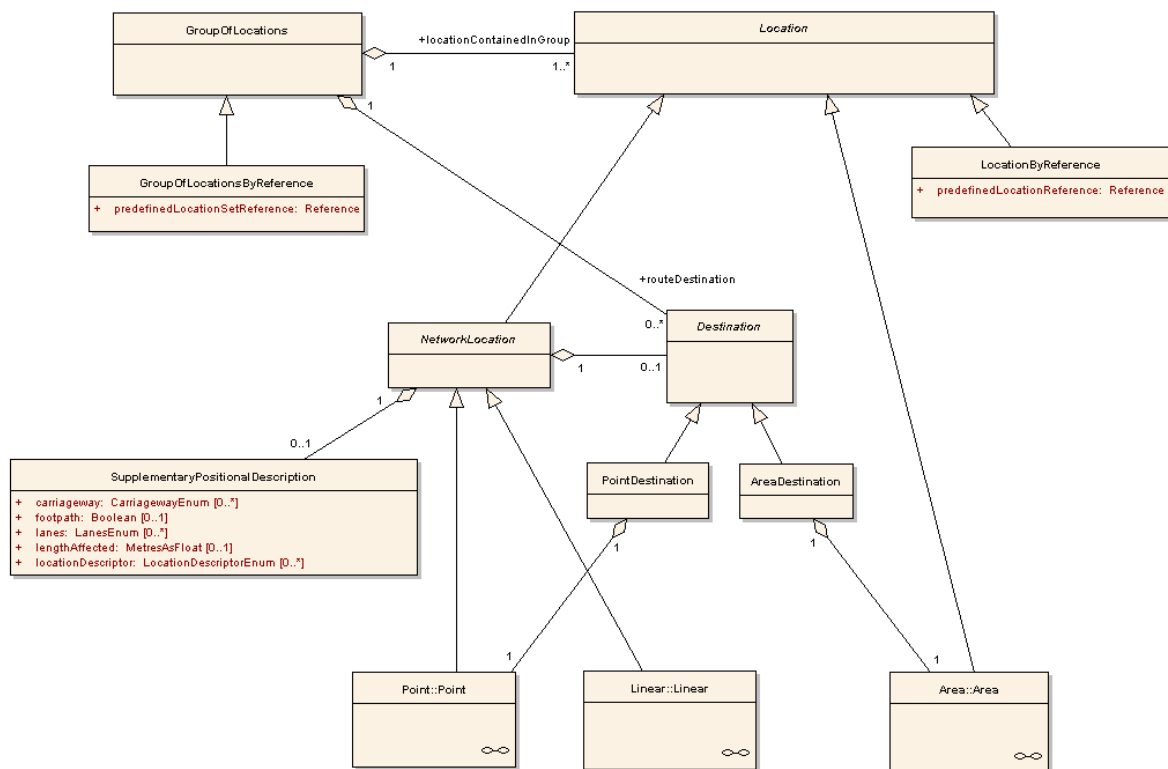 GroupOfLocations
Location
+locationContainedInGroup
1
1..*
1
GroupOfLocationsByReference
+ predefinedLocationSetReference: Reference
LocationByReference
+ predefinedLocationReference: Reference
+routeDestination
0..*
NetworkLocation
Destination
1
0..1
1
0..1
SupplementaryPositionalDescription
+ carriageway: CarriagewayEnum [0..*]
+ footpath: Boolean [0..1]
+ lanes: LanesEnum [0..*]
+ lengthAffected: MetresAsFloat [0..1]
+ locationDescriptor: LocationDescriptorEnum [0..*]
PointDestination
AreaDestination
1
1
1
1
Point::Point
Linear::Linear
Area::Area